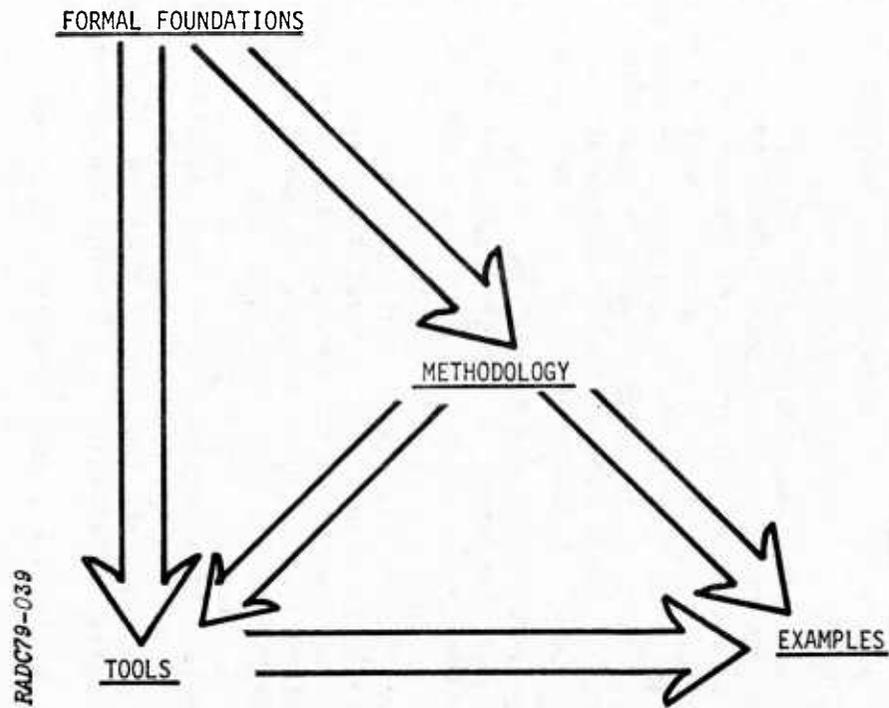 FORMAL FOUNDATIONS
METHODOLOGY
TOOLS
EXAMPLES
RADC79-039